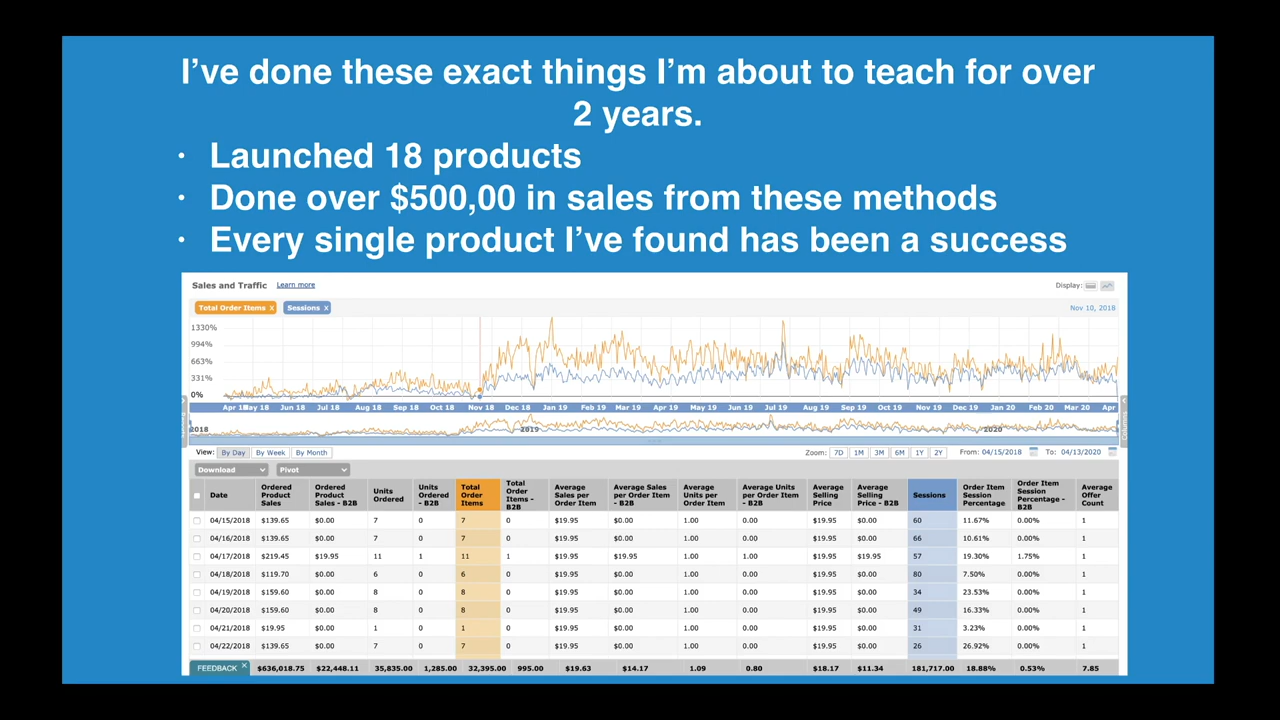 I've done these exact things I'm about to teach for over
2 years.
• Launched 18 products
• Done over $500,00 in sales from these methods
• Every single product I've found has been a success
Sales and Traffic Learn more Display:
Total Order Items X Sessions X Nov 10, 2018
1330%
994%
663%
331%
0%
Apr 18 May 18 Jun 18 Jul 18 Aug 18 Sep 18 Oct 18 Nov 18 Dec 18 Jan 19 Feb 19 Mar 19 Apr 19 May 19 Jun 19 Jul 19 Aug 19 Sep 19 Oct 19 Nov 19 Dec 19 Jan 20 Feb 20 Mar 20 Apr
2018 2019 2020
View: By Day By Week By Month Zoom: 7D 1M 3M 6M 1Y 2Y From: 04/15/2018 To: 04/13/2020
Download Pivot
Date Ordered Product Sales Ordered Product Sales - B2B Units Ordered Units Ordered - B2B Total Order Items Total Order Items - B2B Average Sales per Order Item Average Sales per Order Item - B2B Average Units per Order Item Average Units per Order Item - B2B Average Selling Price Average Selling Price - B2B Sessions Order Item Session Percentage Order Item Session Percentage - B2B Average Offer Count
04/15/2018 $139.65 $0.00 7 0 7 0 $19.95 $0.00 1.00 0.00 $19.95 $0.00 60 11.67% 0.00% 1
04/16/2018 $139.65 $0.00 7 0 7 0 $19.95 $0.00 1.00 0.00 $19.95 $0.00 66 10.61% 0.00% 1
04/17/2018 $219.45 $19.95 11 1 11 1 $19.95 $19.95 1.00 1.00 $19.95 $19.95 57 19.30% 1.75% 1
04/18/2018 $119.70 $0.00 6 0 6 0 $19.95 $0.00 1.00 0.00 $19.95 $0.00 80 7.50% 0.00% 1
04/19/2018 $159.60 $0.00 8 0 8 0 $19.95 $0.00 1.00 0.00 $19.95 $0.00 34 23.53% 0.00% 1
04/20/2018 $159.60 $0.00 8 0 8 0 $19.95 $0.00 1.00 0.00 $19.95 $0.00 49 16.33% 0.00% 1
04/21/2018 $19.95 $0.00 1 0 1 0 $19.95 $0.00 1.00 0.00 $19.95 $0.00 31 3.23% 0.00% 1
04/22/2018 $139.65 $0.00 7 0 7 0 $19.95 $0.00 1.00 0.00 $19.95 $0.00 26 26.92% 0.00% 1
FEEDBACK X $636,018.75 $22,448.11 35,835.00 1,285.00 32,395.00 995.00 $19.63 $14.17 1.09 0.80 $18.17 $11.34 181,717.00 18.88% 0.53% 7.85